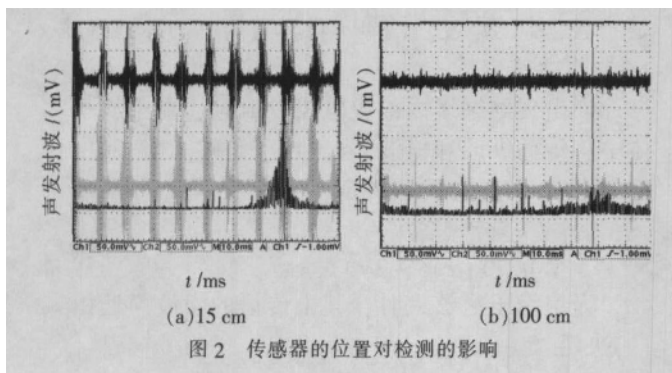 声发射波/(mV)
声发射波/(mV)
Ch1 50.0mV Ch2 50.0mV M10.0ms A Ch1 -1.00mV
Ch1 50.0mV Ch2 50.0mV M10.0ms A Ch1 -1.00mV
t/ms
t/ms
(a)15 cm
(b)100 cm
图 2 传感器的位置对检测的影响